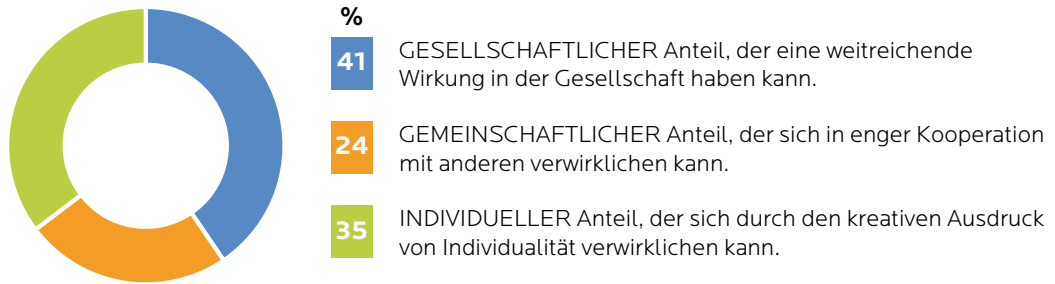 %
41 GESELLSCHAFTLICHER Anteil, der eine weitreichende
Wirkung in der Gesellschaft haben kann.
24 GEMEINSCHAFTLICHER Anteil, der sich in enger Kooperation
mit anderen verwirklichen kann.
35 INDIVIDUELLER Anteil, der sich durch den kreativen Ausdruck
von Individualität verwirklichen kann.